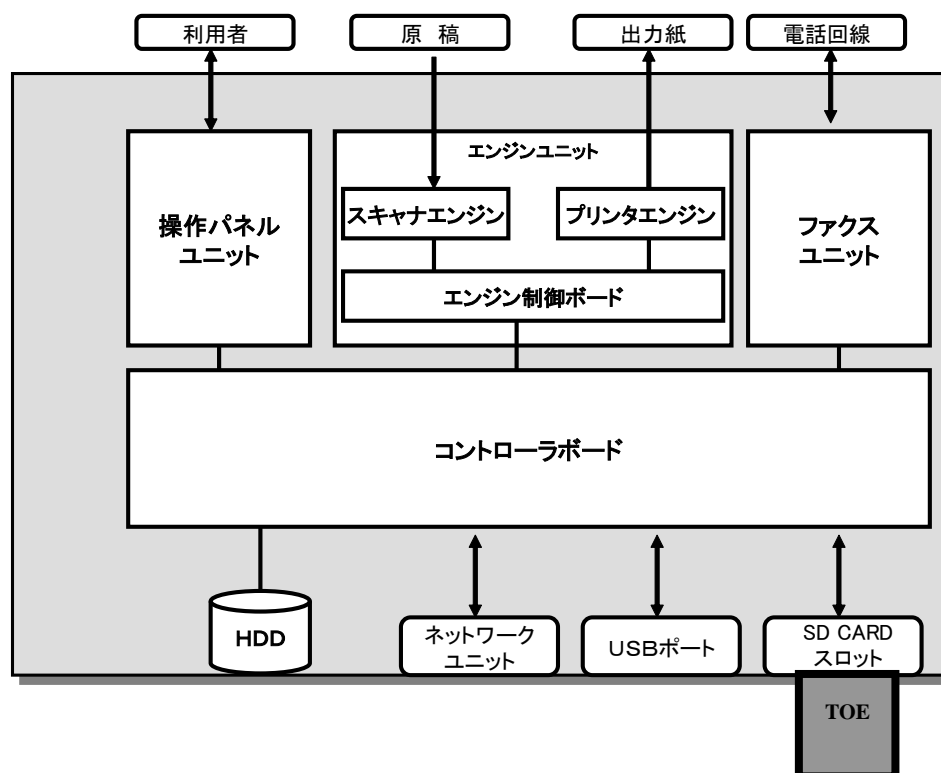 利用者
原 稿
出力紙
電話回線
エンジンユニット
操作パネル
ユニット
スキャナエンジン
プリンタエンジン
ファクス
ユニット
エンジン制御ボード
コントローラボード
HDD
ネットワーク
ユニット
USBポート
SD CARD
スロット
TOE